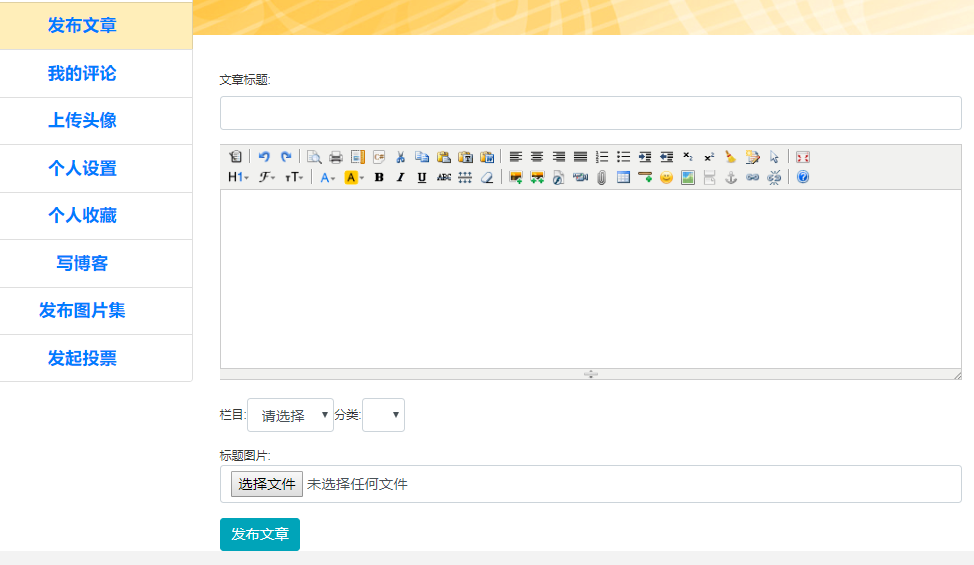 发布文章
我的评论
上传头像
个人设置
个人收藏
写博客
发布图片集
发起投票
文章标题:
H1 F тT A A B I U ABC
栏目: 请选择 分类:
标题图片:
选择文件 未选择任何文件
发布文章